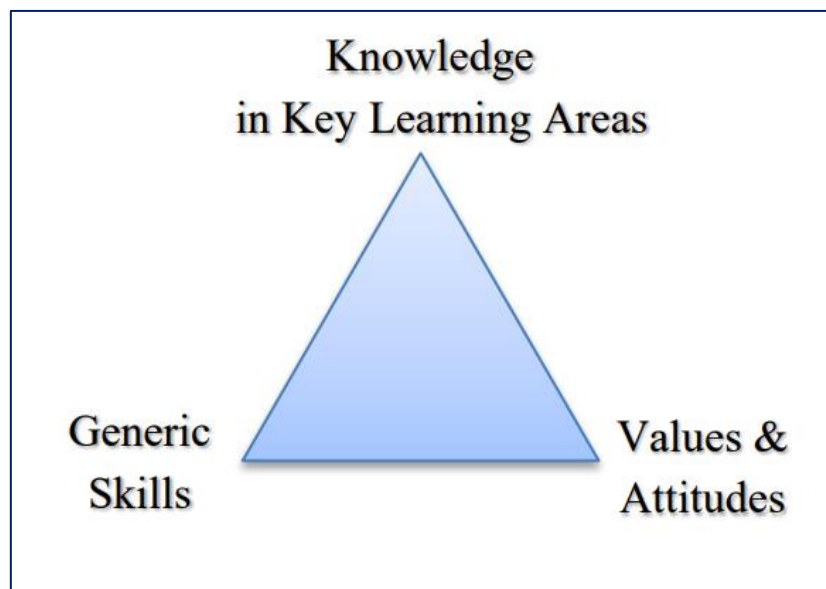 Knowledge
in Key Learning Areas
Generic
Skills
Values &
Attitudes